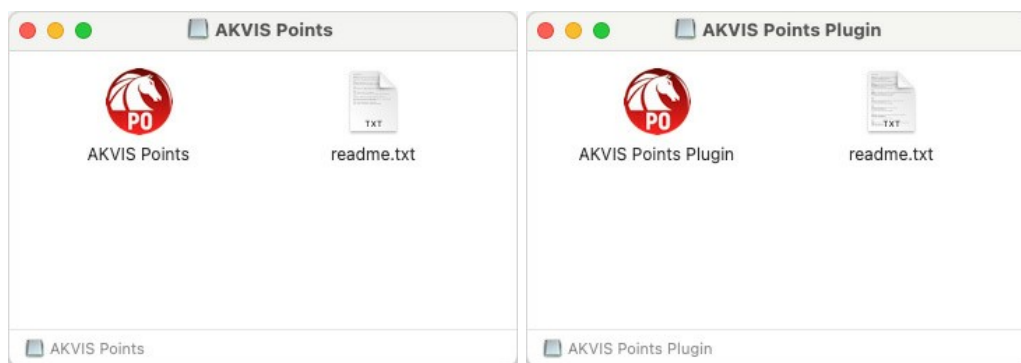 AKVIS Points
PO
AKVIS Points
TXT
readme.txt
AKVIS Points
AKVIS Points Plugin
PO
AKVIS Points Plugin
TXT
readme.txt
AKVIS Points Plugin